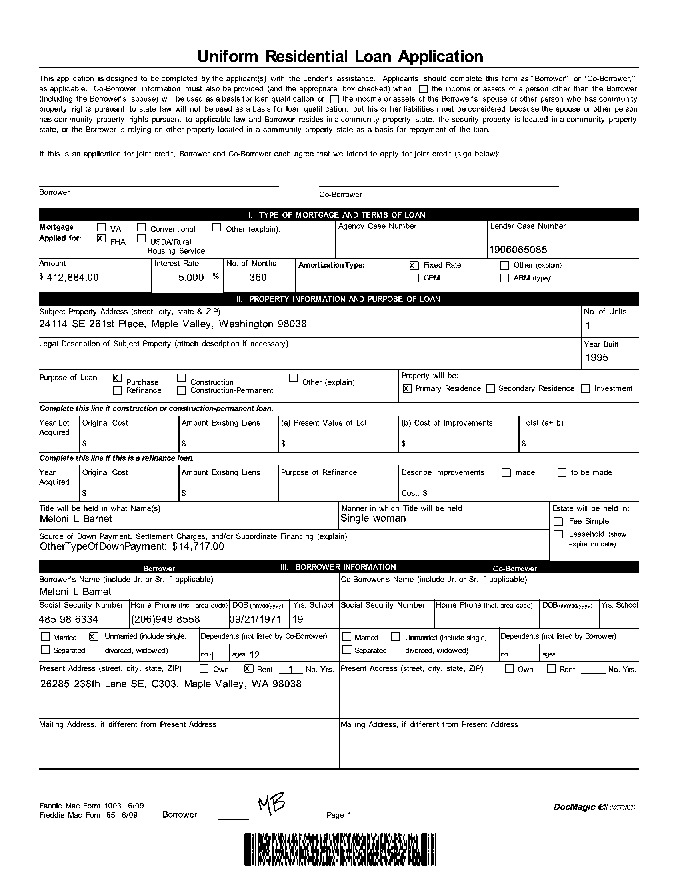 Uniform Residential Loan Application
This application is designed to be completed by the applicant(s) with the Lender's assistance. Applicants should complete this form as "Borrower" or "Co-Borrower,"
as applicable. Co-Borrower information must also be provided (and the appropriate box checked) when the income or assets of a person other than the Borrower
(including the Borrower's spouse) will be used as a basis for loan qualification or the income or assets of the Borrower's spouse or other person who has community
property rights pursuant to state law will not be used as a basis for loan qualification, but his or her liabilities must be considered because the spouse or other person
has community property rights pursuant to applicable law and Borrower resides in a community property state, the security property is located in a community property
state, or the Borrower is relying on other property located in a community property state as a basis for repayment of the loan.
If this is an application for joint credit, Borrower and Co-Borrower each agree that we intend to apply for joint credit (sign below):
Borrower Co-Borrower
I. TYPE OF MORTGAGE AND TERMS OF LOAN
Mortgage Applied for: VA Conventional Other (explain):
X FHA USDA/Rural Housing Service
Agency Case Number
Lender Case Number
1906065085
Amount Interest Rate No. of Months Amortization Type: X Fixed Rate Other (explain)
$ 412,884.00 5.000 % 360 GPM ARM (type)
II. PROPERTY INFORMATION AND PURPOSE OF LOAN
Subject Property Address (street, city, state & ZIP) No. of Units
24114 SE 261st Place, Maple Valley, Washington 98038 1
Legal Description of Subject Property (attach description if necessary) Year Built
1995
Purpose of Loan X Purchase Construction Other (explain)
Refinance Construction-Permanent
Property will be:
X Primary Residence Secondary Residence Investment
Complete this line if construction or construction-permanent loan.
Year Lot Acquired Original Cost Amount Existing Liens (a) Present Value of Lot (b) Cost of Improvements Total (a+b)
$ $ $ $ $
Complete this line if this is a refinance loan.
Year Acquired Original Cost Amount Existing Liens Purpose of Refinance Describe Improvements made to be made
$ $ Cost: $
Title will be held in what Name(s) Manner in which Title will be held Estate will be held in:
Meloni L Barnet Single woman Fee Simple
Source of Down Payment, Settlement Charges, and/or Subordinate Financing (explain) Leasehold (show expiration date)
OtherTypeOfDownPayment: $14,717.00
Borrower III. BORROWER INFORMATION Co-Borrower
Borrower's Name (include Jr. or Sr. if applicable) Co-Borrower's Name (include Jr. or Sr. if applicable)
Meloni L Barnet
Social Security Number Home Phone (incl. area code) DOB (mm/dd/yyyy) Yrs. School Social Security Number Home Phone (incl. area code) DOB (mm/dd/yyyy) Yrs. School
485 98 6334 (206)948 8558 09/21/1971 19
Married X Unmarried (include single, Dependents (not listed by Co-Borrower) Married Unmarried (include single, Dependents (not listed by Borrower)
Separated divorced, widowed) no. 1 ages 12 Separated divorced, widowed) no. ages
Present Address (street, city, state, ZIP) Own X Rent 1 No. Yrs. Present Address (street, city, state, ZIP) Own Rent No. Yrs.
Maple Valley, WA 98038
Mailing Address, if different from Present Address Mailing Address, if different from Present Address
Fannie Mae Form 1003 6/09
Freddie Mac Form 65 6/09 Borrower MB Page 1
DocMagic